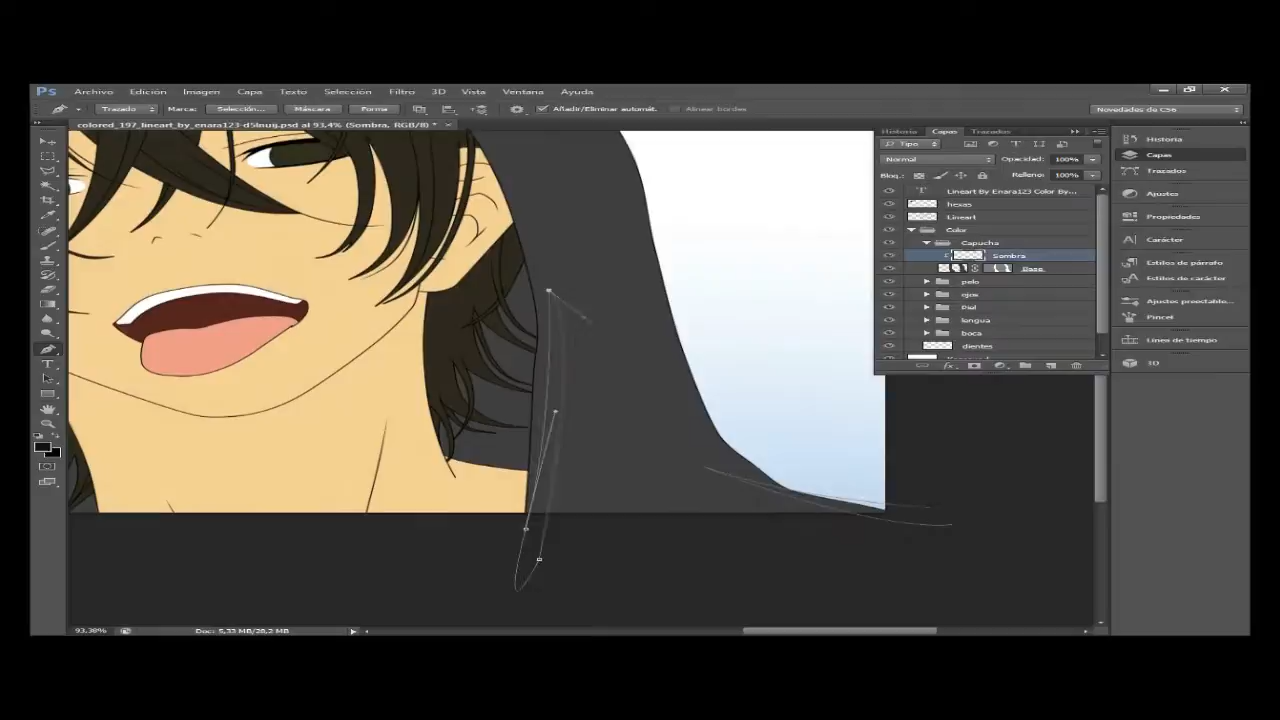 Ps Archivo Edición Imagen Capa Texto Selección Filtro 3D Vista Ventana Ayuda
Trazado Marca: Selección... Máscara Forma Añadir/Eliminar automát. Alinear bordes Novedades de CS6
colored_197_lineart_by_enara123-d5lnuij.psd al 93,4% (Sombra, RGB/8) *
Historia Capas Trazados
Tipo
Normal Opacidad: 100%
Bloq.: Relleno: 100%
Lineart By Enara123 Color By...
hexas
Lineart
Color
Capucha
Sombra
Base
pelo
ojos
Piel
lengua
boca
dientes
Historia
Capas
Trazados
Ajustes
Propiedades
Carácter
Estilos de párrafo
Estilos de carácter
Ajustes preestable...
Pincel
Línea de tiempo
3D
93,38% Doc: 5,33 MB/28,2 MB